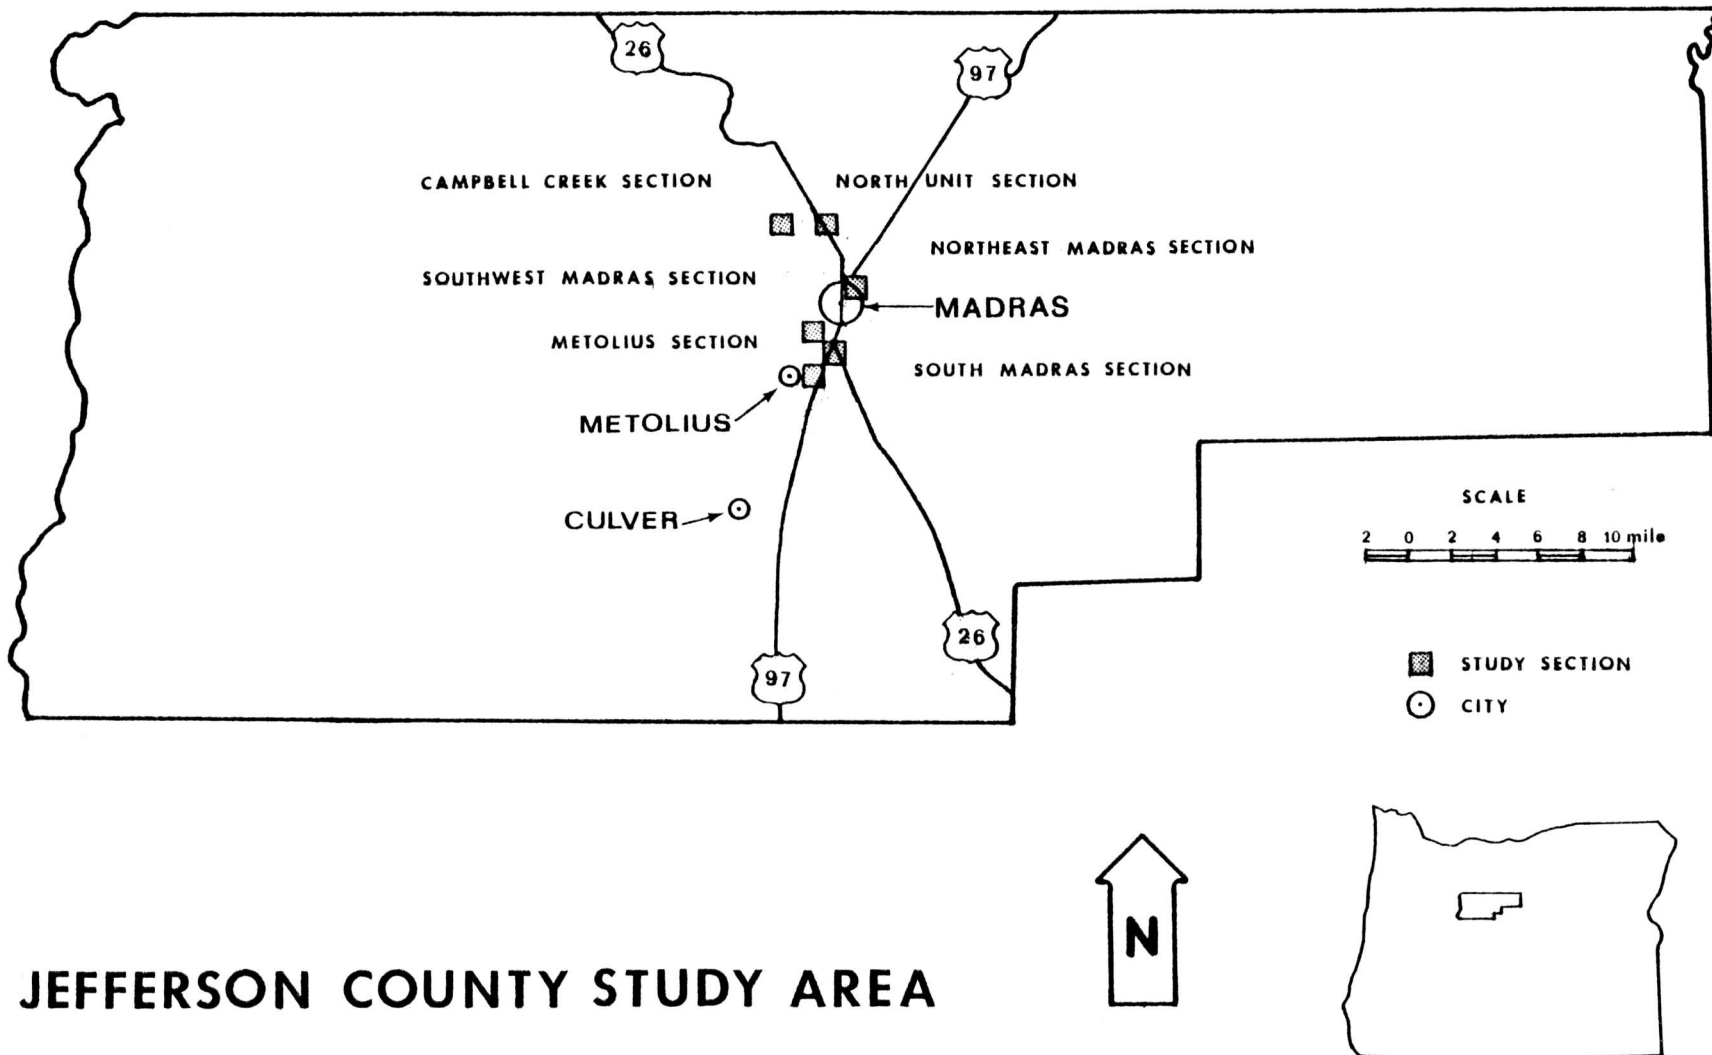 26
97
CAMPBELL CREEK SECTION
NORTH UNIT SECTION
NORTHEAST MADRAS SECTION
SOUTHWEST MADRAS SECTION
MADRAS
METOLIUS SECTION
SOUTH MADRAS SECTION
METOLIUS
CULVER
SCALE
2 0 2 4 6 8 10 mile
26
97
STUDY SECTION
CITY
N
JEFFERSON COUNTY STUDY AREA